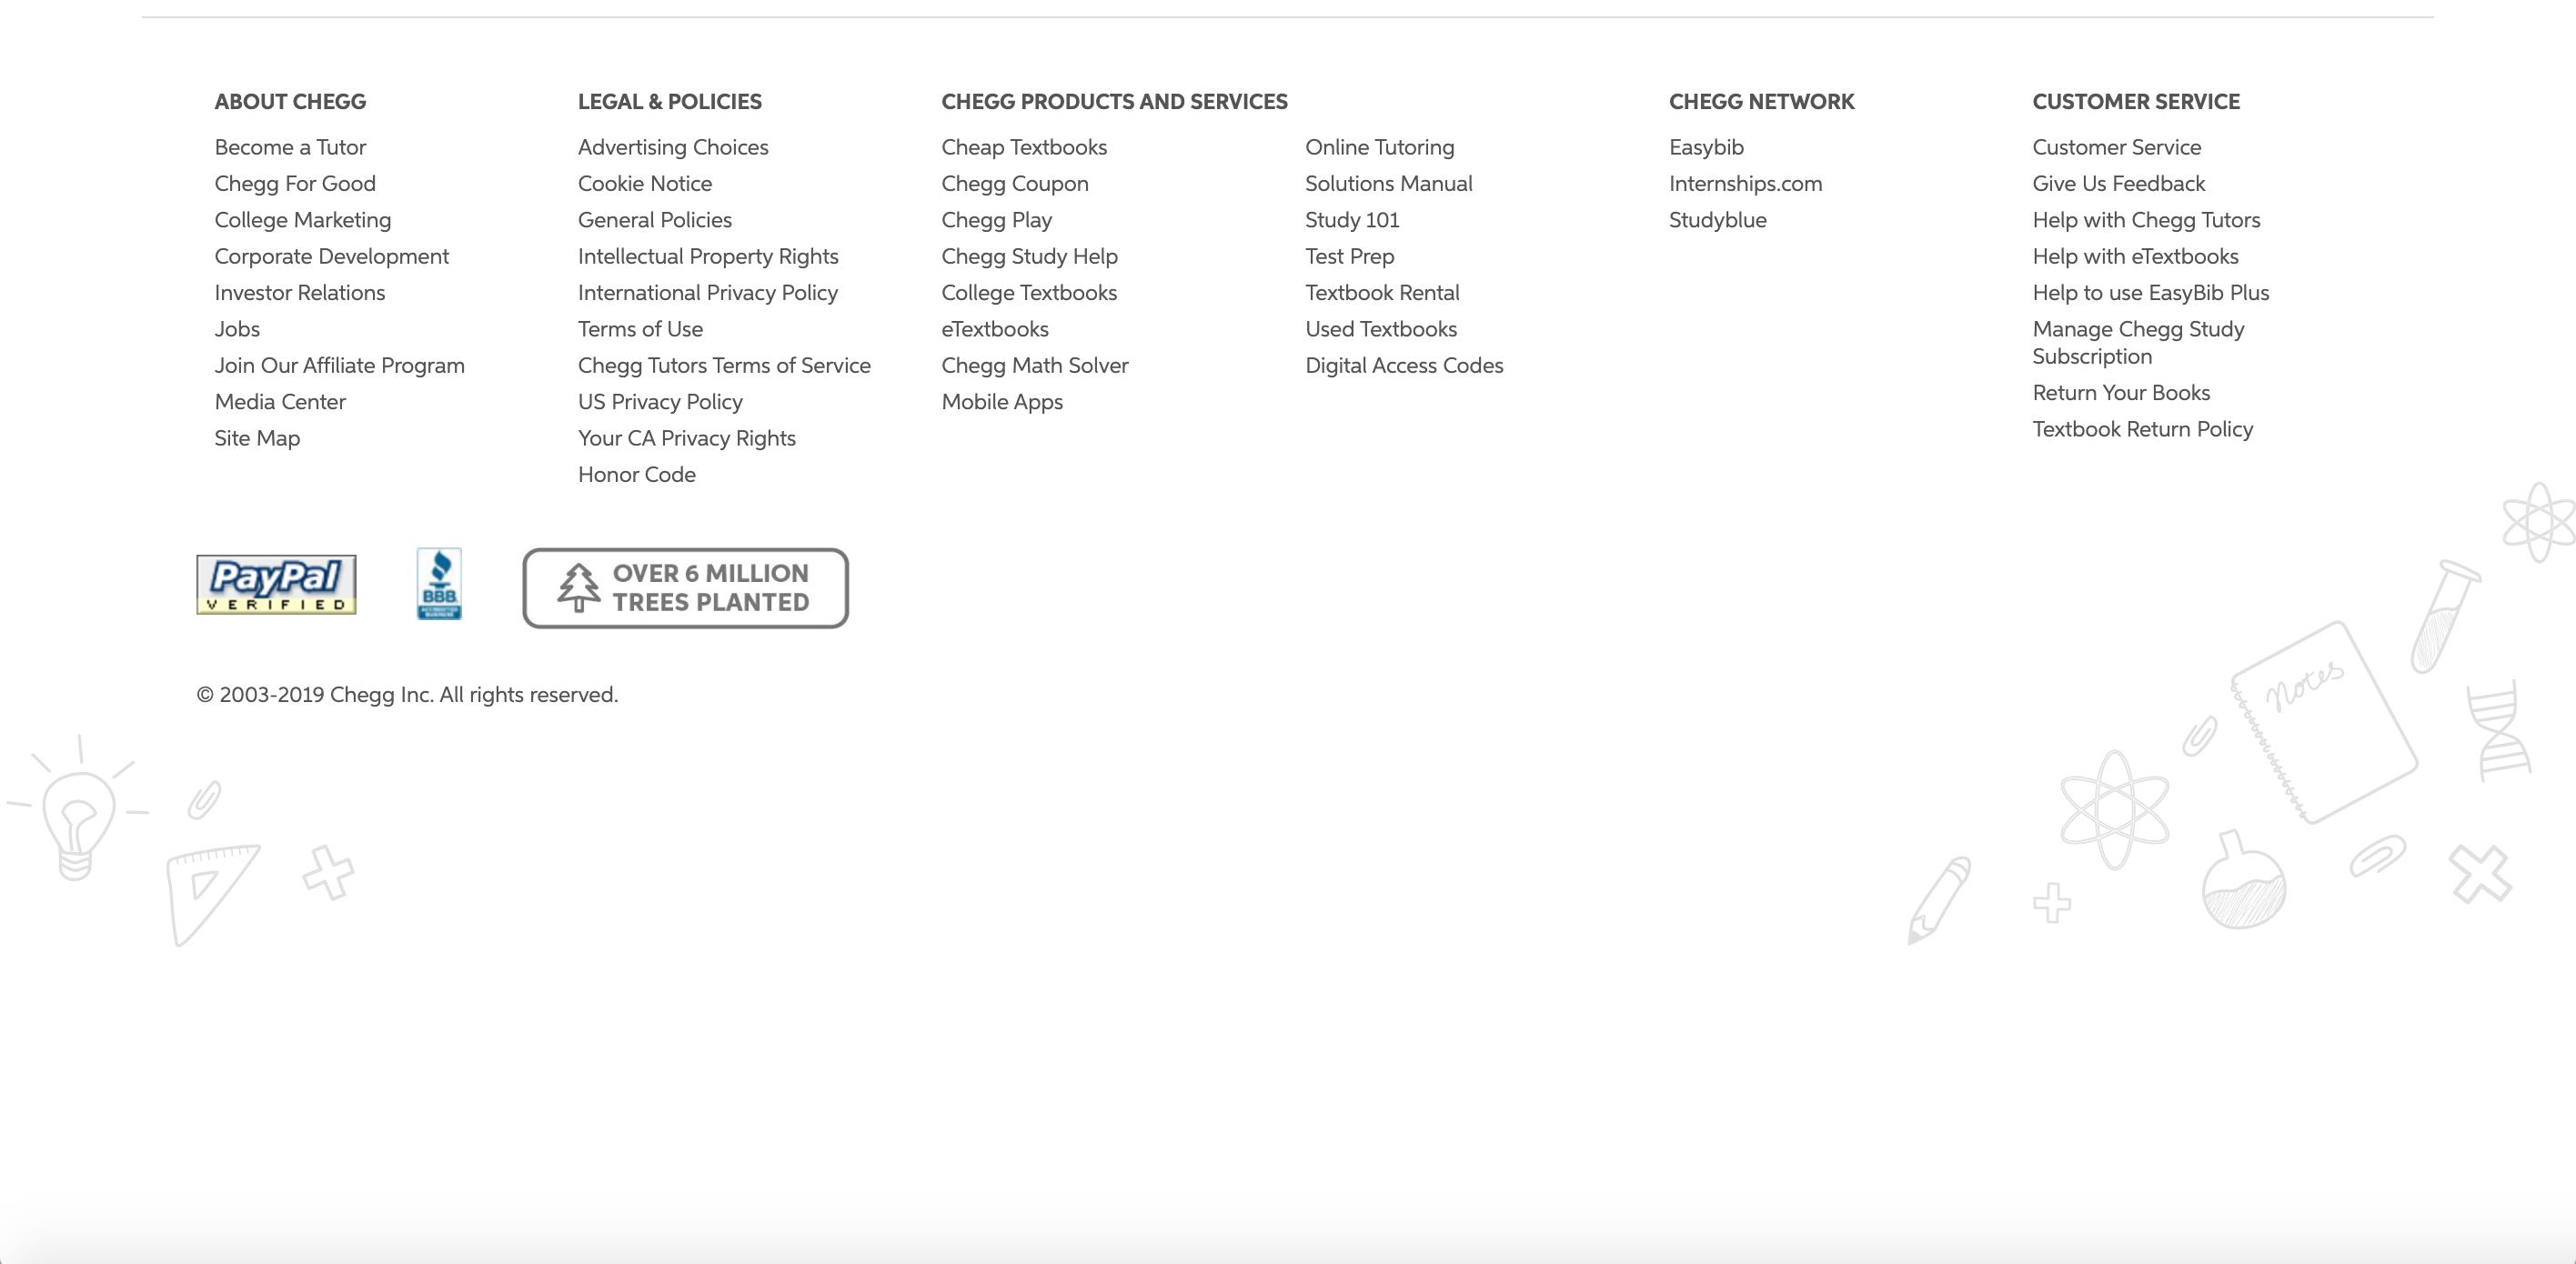 ABOUT CHEGG
Become a Tutor
Chegg For Good
College Marketing
Corporate Development
Investor Relations
Jobs
Join Our Affiliate Program
Media Center
Site Map
LEGAL & POLICIES
Advertising Choices
Cookie Notice
General Policies
Intellectual Property Rights
International Privacy Policy
Terms of Use
Chegg Tutors Terms of Service
US Privacy Policy
Your CA Privacy Rights
Honor Code
CHEGG PRODUCTS AND SERVICES
Cheap Textbooks
Chegg Coupon
Chegg Play
Chegg Study Help
College Textbooks
eTextbooks
Chegg Math Solver
Mobile Apps
Online Tutoring
Solutions Manual
Study 101
Test Prep
Textbook Rental
Used Textbooks
Digital Access Codes
CHEGG NETWORK
Easybib
Internships.com
Studyblue
CUSTOMER SERVICE
Customer Service
Give Us Feedback
Help with Chegg Tutors
Help with eTextbooks
Help to use EasyBib Plus
Manage Chegg Study
Subscription
Return Your Books
Textbook Return Policy
PayPal
VERIFIED
BBB
ACCREDITED
BUSINESS
OVER 6 MILLION
TREES PLANTED
© 2003-2019 Chegg Inc. All rights reserved.
Notes